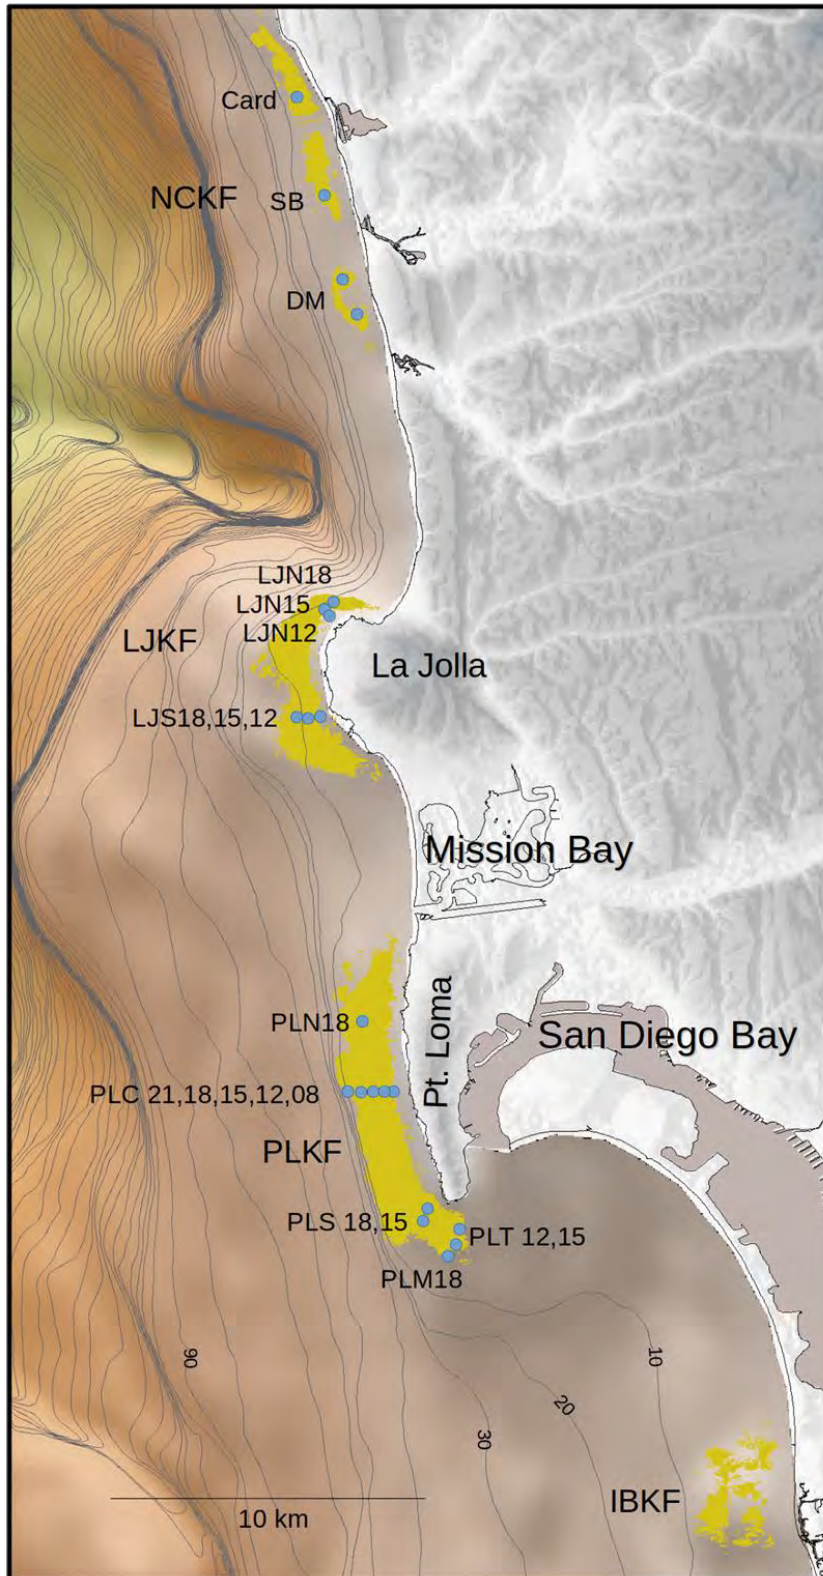 Card
NCKF
SB
DM
LJN18
LJN15
LJN12
LJKF
La Jolla
LJS18,15,12
Mission Bay
PLN18
Pt. Loma
San Diego Bay
PLC 21,18,15,12,08
PLKF
PLS 18,15
PLT 12,15
PLM18
90
10
20
30
IBKF
10 km